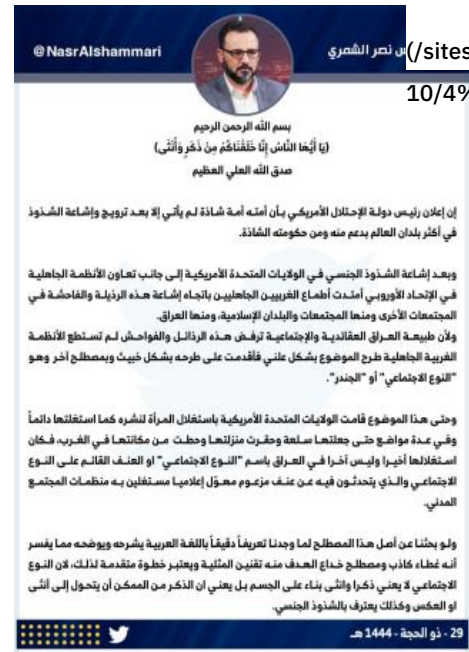 @NasrAlshammari
س نصر الشمري
(/sites
10/4%
بسم الله الرحمن الرحيم
(يَا أَيُّهَا النَّاسُ إِنَّا خَلَقْنَاكُمْ مِنْ ذَكَرٍ وَأُنْثَى)
صدق الله العلي العظيم
إن إعلان رئيس دولة الإحتلال الأمريكي بأن أمته أمة شاذة لم يأتي إلا بعد ترويج وإشاعة الشذوذ
في أكثر بلدان العالم بدعم منه ومن حكومته الشاذة.
وبعد إشاعة الشذوذ الجنسي في الولايات المتحدة الأمريكية إلى جانب تعاون الأنظمة الجاهلية
في الإتحاد الأوروبي أمتدت أطماع الغربيين الجاهليين باتجاه إشاعة هذه الرذيلة والفاحشة في
المجتمعات الأخرى ومنها المجتمعات والبلدان الإسلامية، ومنها العراق.
ولأن طبيعة العراق العقائدية والإجتماعية ترفض هذه الرذائل والفواحش لم تستطع الأنظمة
الغربية الجاهلية طرح الموضوع بشكل علني فأقدمت على طرحه بشكل خبيث وبمصطلح آخر وهو
"النوع الاجتماعي" أو "الجندر".
وحتى هذا الموضوع قامت الولايات المتحدة الأمريكية باستغلال المرأة لنشره كما استغلتها دائماً
وفي عدة مواضع حتى جعلتها سلعة وحقرت منزلتها وحطت من مكانتها في الغرب، فكان
استغلالها أخيرا وليس آخرا في العراق باسم "النوع الاجتماعي" او العنف القائم على النوع
الاجتماعي والذي يتحدثون فيه عن عنف مزعوم مهوّل إعلاميا مستغلين به منظمات المجتمع
المدني.
ولو بحثنا عن أصل هذا المصطلح لما وجدنا تعريفاً دقيقاً باللغة العربية يشرحه ويوضحه مما يفسر
أنه غطاء كاذب ومصطلح خداع الهدف منه تقنين المثلية ويعتبر خطوة متقدمة لذلك، لان النوع
الاجتماعي لا يعني ذكرا وانثى بناء على الجسم بل يعني ان الذكر من الممكن أن يتحول إلى أنثى
او العكس وكذلك يعترف بالشذوذ الجنسي.
29 - ذو الحجة - 1444 هـ